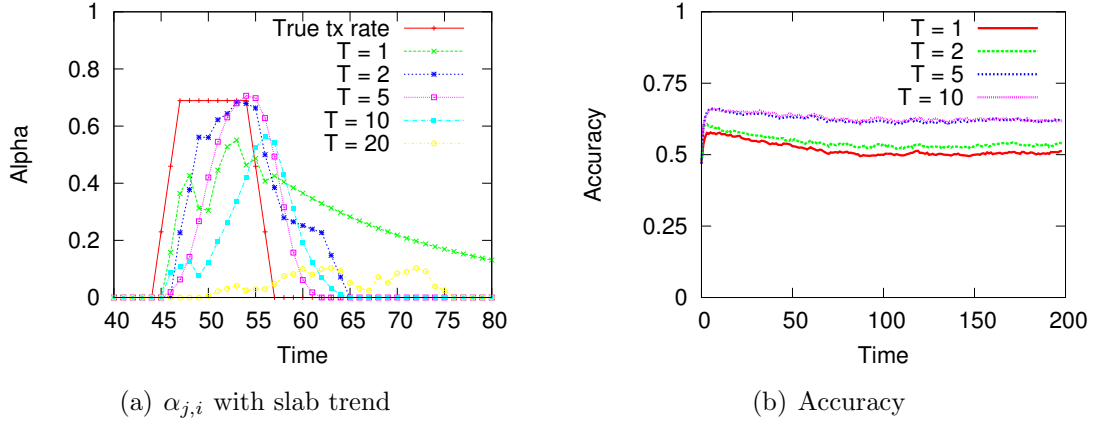 1
0.8
0.6
0.4
0.2
0
Alpha
40 45 50 55 60 65 70 75 80
Time
True tx rate
T = 1
T = 2
T = 5
T = 10
T = 20
(a) αj,i with slab trend
1
0.75
0.5
0.25
0
Accuracy
0 50 100 150 200
Time
T = 1
T = 2
T = 5
T = 10
(b) Accuracy